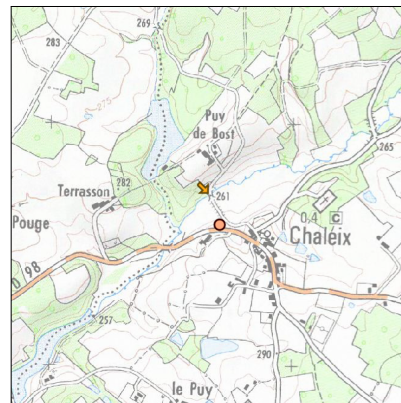 269
283
275
Puy
de Bost
265
Terrasson
282
261
Pouge
0,4 C
Chaleix
D 98
257
290
le Puy